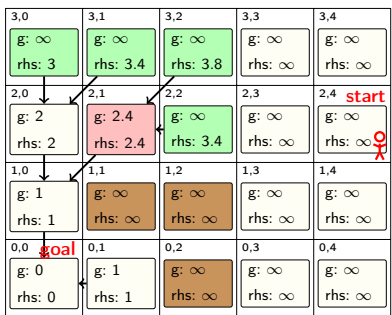 3,0 3,1 3,2 3,3 3,4
g: ∞ g: ∞ g: ∞ g: ∞ g: ∞
rhs: 3 rhs: 3.4 rhs: 3.8 rhs: ∞ rhs: ∞
2,0 2,1 2,2 2,3 2,4
start
g: 2 g: 2.4 g: ∞ g: ∞ g: ∞
rhs: 2 rhs: 2.4 rhs: 3.4 rhs: ∞ rhs: ∞
1,0 1,1 1,2 1,3 1,4
g: 1 g: ∞ g: ∞ g: ∞ g: ∞
rhs: 1 rhs: ∞ rhs: ∞ rhs: ∞ rhs: ∞
0,0 goal 0,1 0,2 0,3 0,4
g: 0 g: 1 g: ∞ g: ∞ g: ∞
rhs: 0 rhs: 1 rhs: ∞ rhs: ∞ rhs: ∞